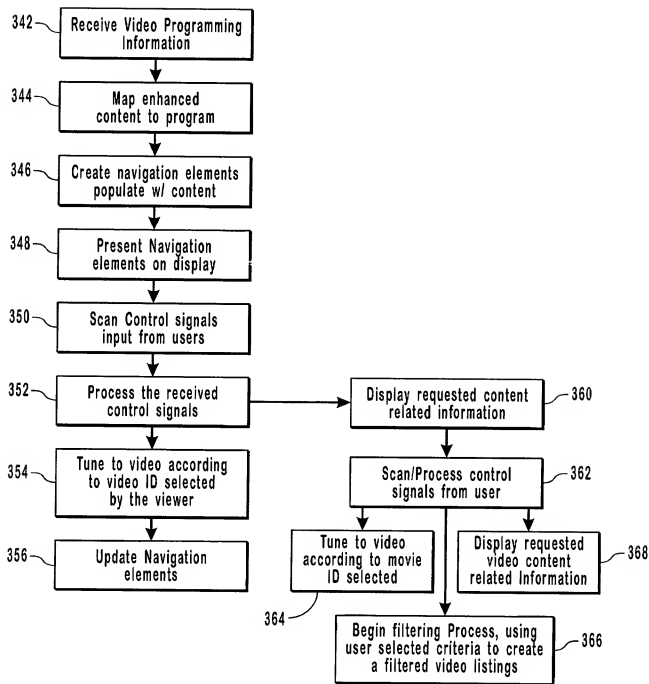 342
Receive Video Programming
Information
344
Map enhanced
content to program
346
Create navigation elements
populate w/ content
348
Present Navigation
elements on display
350
Scan Control signals
input from users
352
Process the received
control signals
354
Tune to video according
to video ID selected
by the viewer
356
Update Navigation
elements
Display requested content
related information
360
Scan/Process control
signals from user
362
Tune to video
according to movie
ID selected
364
Display requested
video content
related Information
368
Begin filtering Process, using
user selected criteria to create
a filtered video listings
366